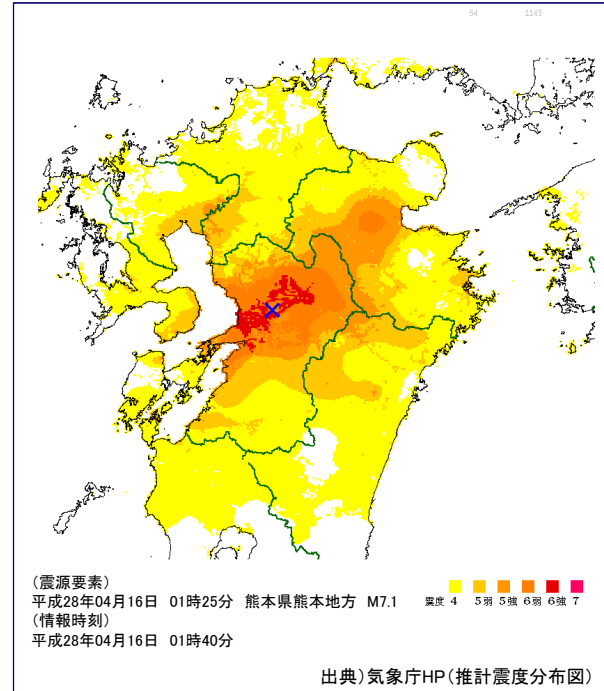 54 1143
(震源要素)
平成28年04月16日 01時25分 熊本県熊本地方 M7.1
震度 4 5弱 5強 6弱 6強 7
(情報時刻)
平成28年04月16日 01時40分
出典)気象庁HP(推計震度分布図)